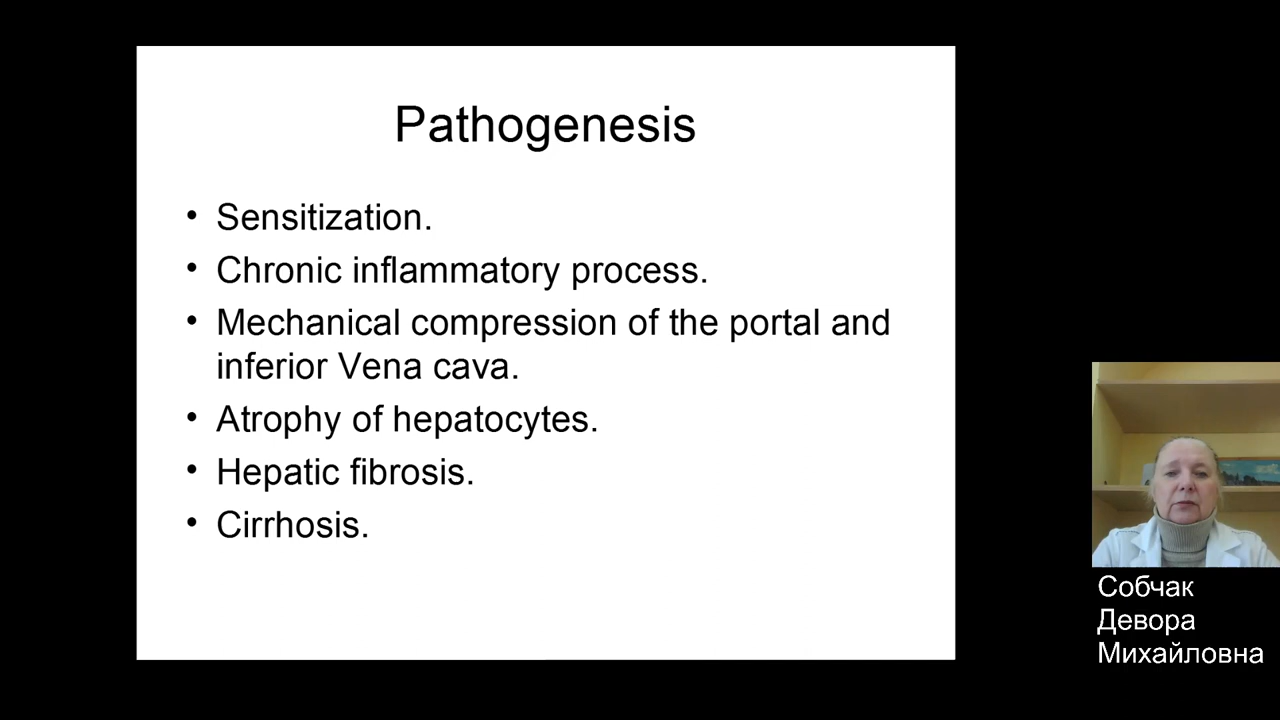 Pathogenesis
• Sensitization.
• Chronic inflammatory process.
• Mechanical compression of the portal and
inferior Vena cava.
• Atrophy of hepatocytes.
• Hepatic fibrosis.
• Cirrhosis.
Собчак
Девора
Михайловна